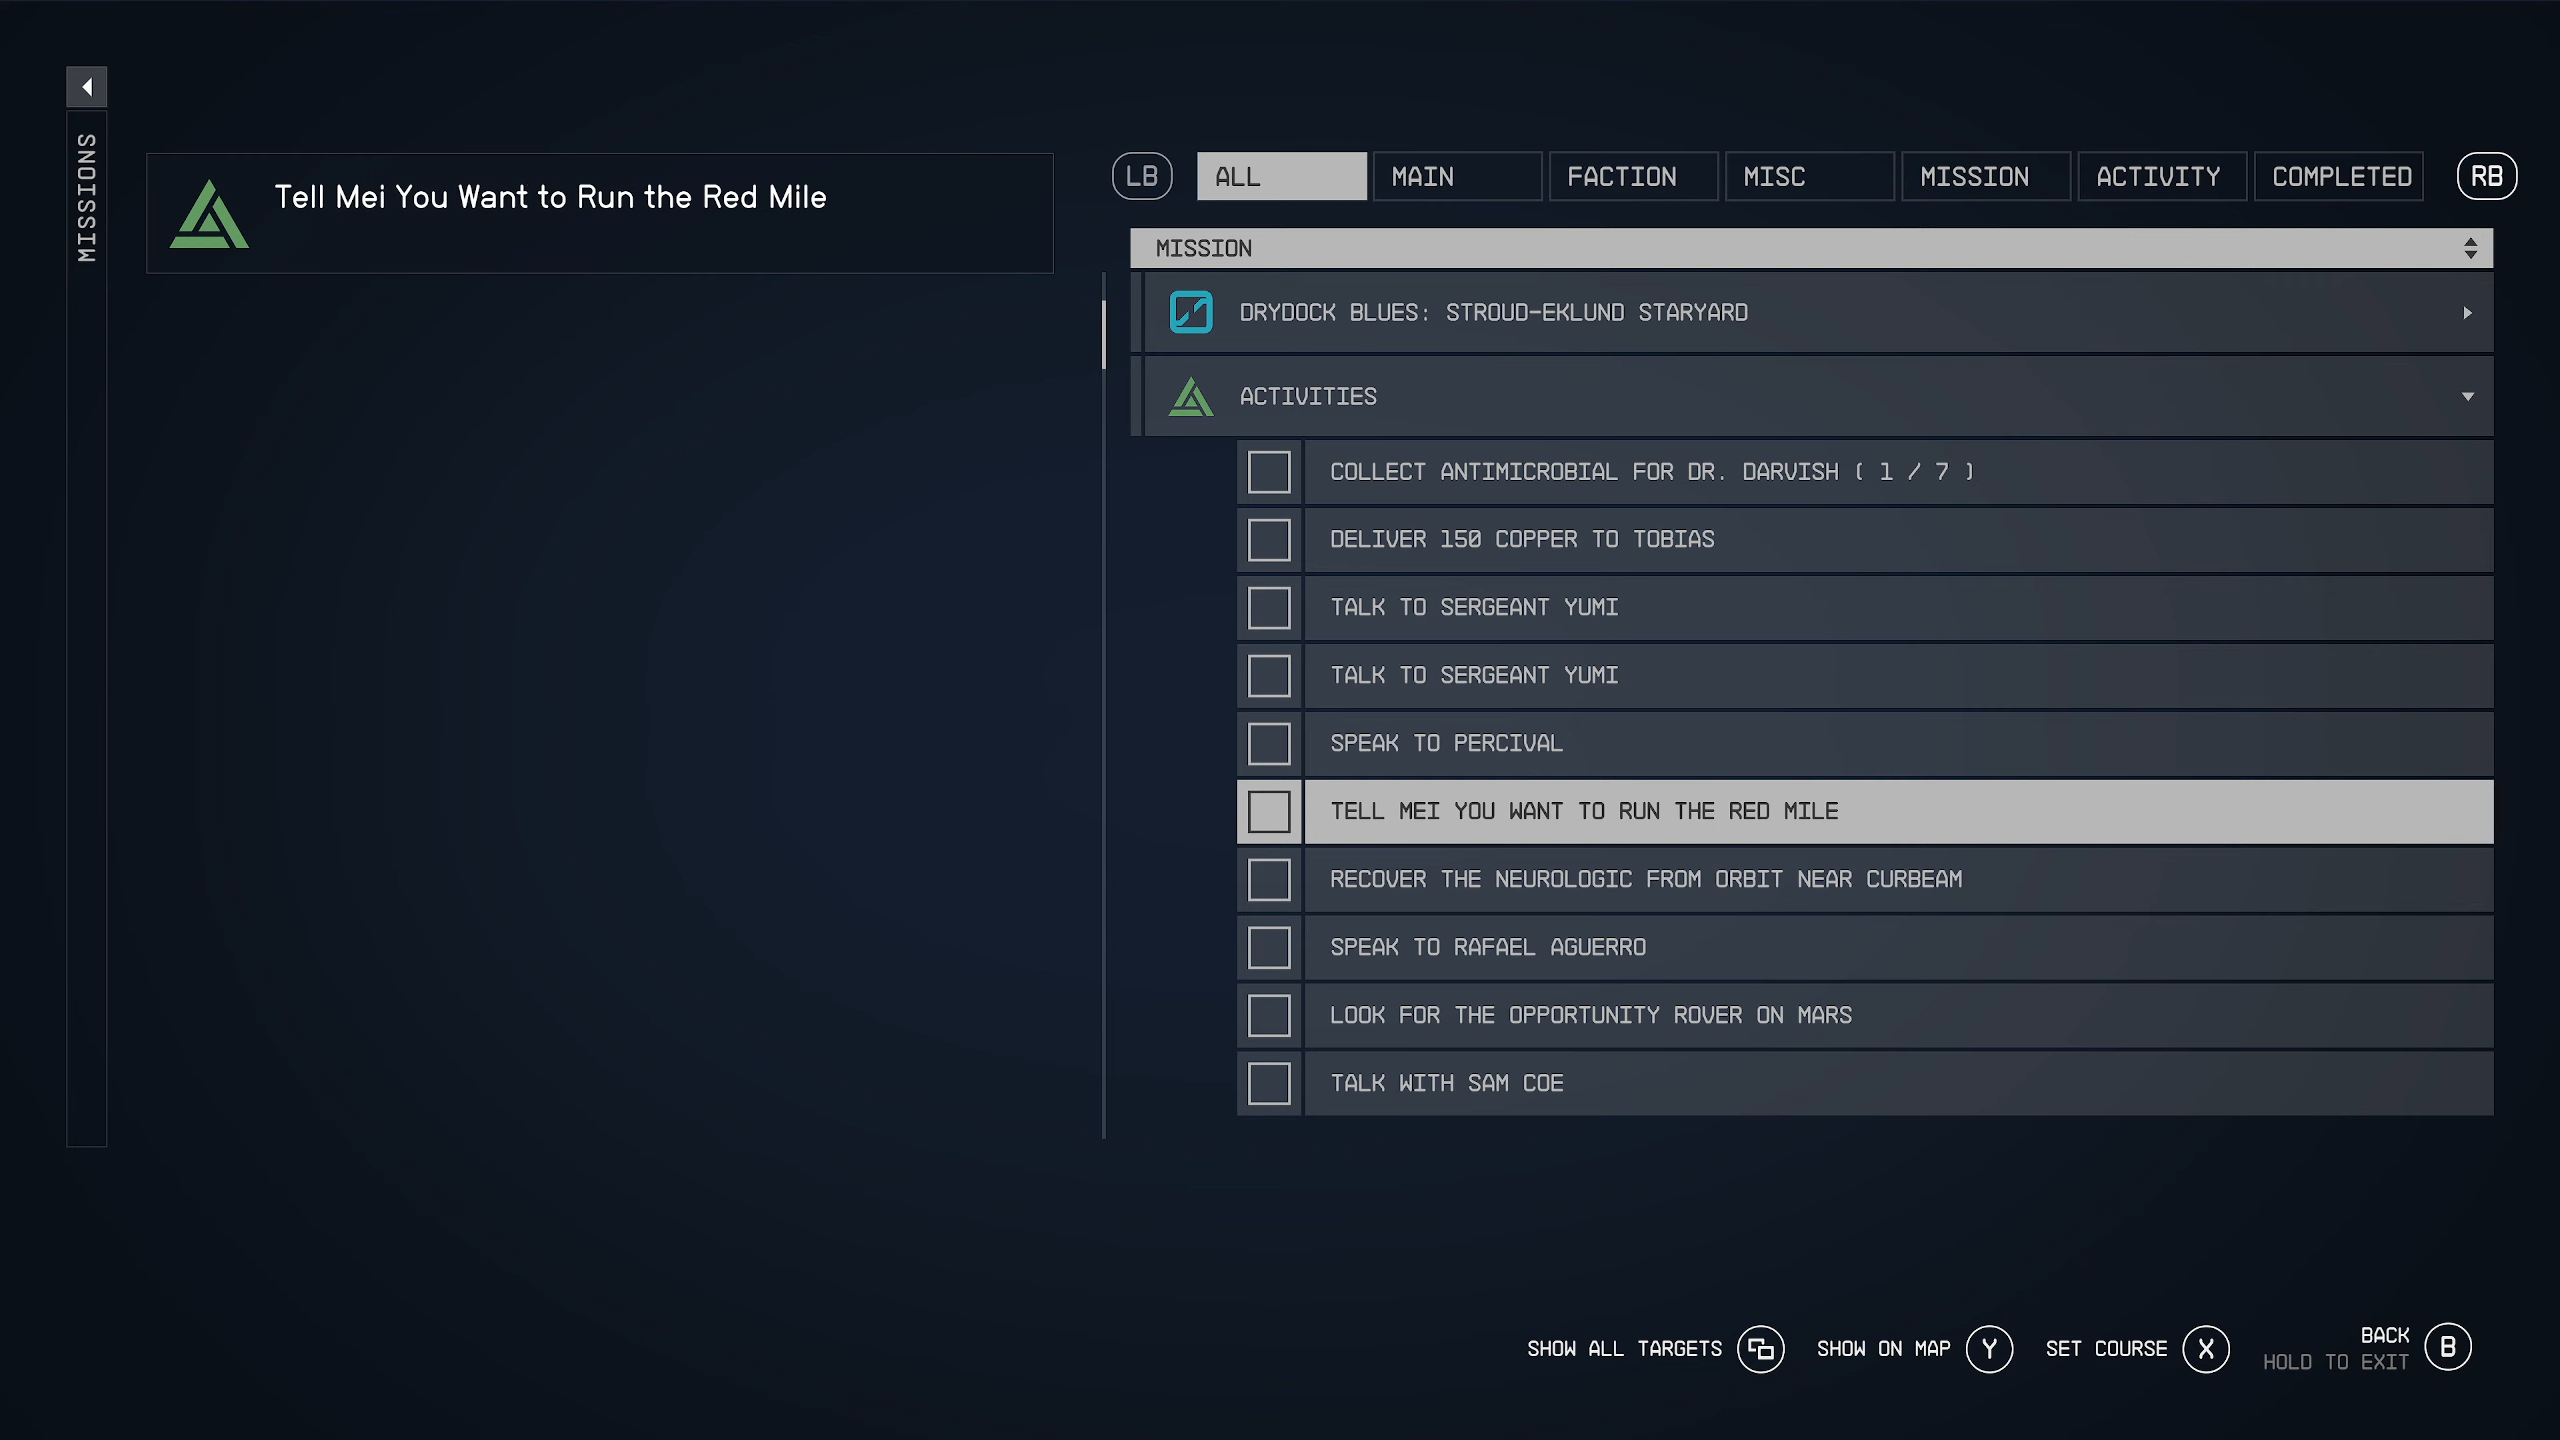 MISSIONS
Tell Mei You Want to Run the Red Mile
LB
ALL
MAIN
FACTION
MISC
MISSION
ACTIVITY
COMPLETED
RB
MISSION
DRYDOCK BLUES: STROUD-EKLUND STARYARD
ACTIVITIES
COLLECT ANTIMICROBIAL FOR DR. DARVISH ( 1 / 7 )
DELIVER 150 COPPER TO TOBIAS
TALK TO SERGEANT YUMI
TALK TO SERGEANT YUMI
SPEAK TO PERCIVAL
TELL MEI YOU WANT TO RUN THE RED MILE
RECOVER THE NEUROLOGIC FROM ORBIT NEAR CURBEAM
SPEAK TO RAFAEL AGUERRO
LOOK FOR THE OPPORTUNITY ROVER ON MARS
TALK WITH SAM COE
SHOW ALL TARGETS
SHOW ON MAP Y
SET COURSE X
BACK B
HOLD TO EXIT